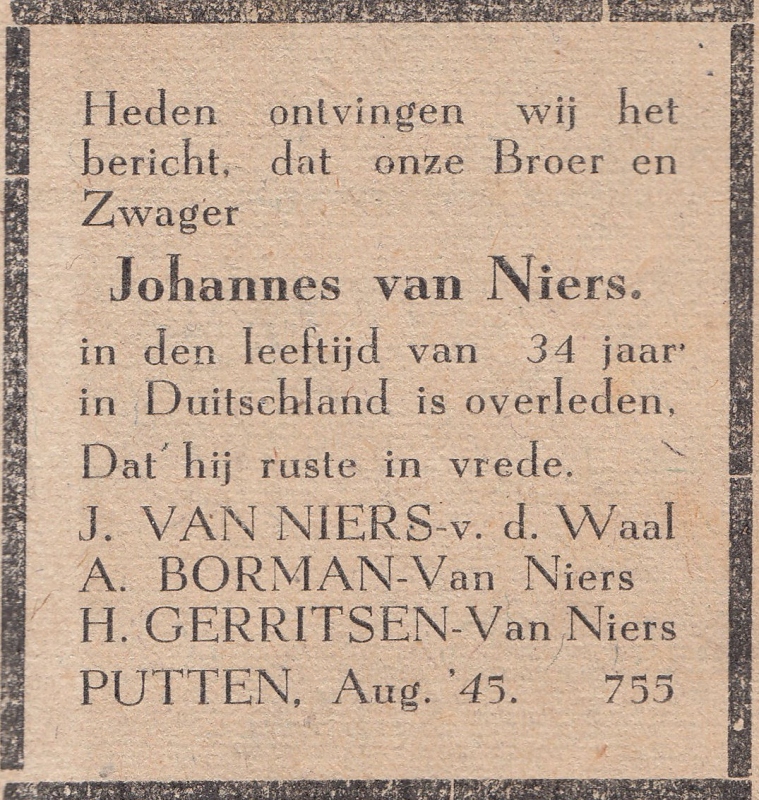 Heden ontvingen wij het
bericht, dat onze Broer en
Zwager
Johannes van Niers.
in den leeftijd van 34 jaar
in Duitschland is overleden,
Dat hij ruste in vrede.
J. VAN NIERS-v. d. Waal
A. BORMAN-Van Niers
H. GERRITSEN-Van Niers
PUTTEN, Aug. '45. 755